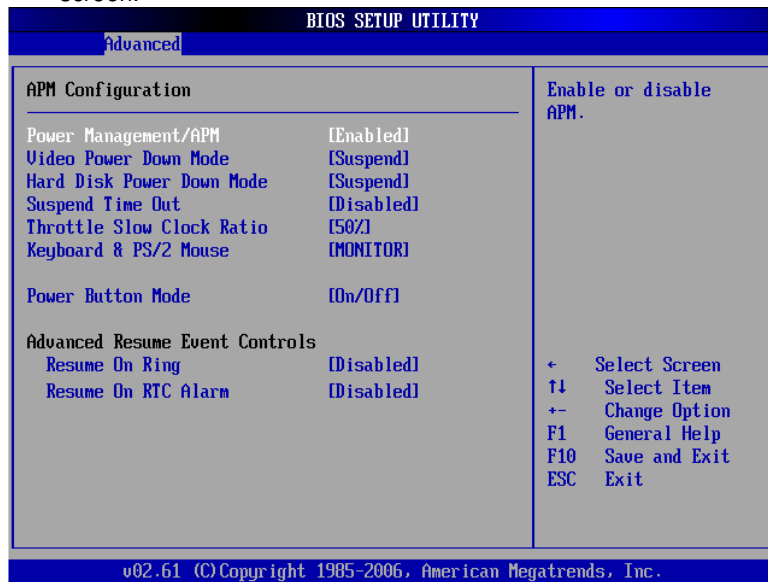 screen.
BIOS SETUP UTILITY
Advanced
APM Configuration
Power Management/APM [Enabled]
Video Power Down Mode [Suspend]
Hard Disk Power Down Mode [Suspend]
Suspend Time Out [Disabled]
Throttle Slow Clock Ratio [50%]
Keyboard & PS/2 Mouse [MONITOR]
Power Button Mode [On/Off]
Advanced Resume Event Controls
Resume On Ring [Disabled]
Resume On RTC Alarm [Disabled]
Enable or disable
APM.
← Select Screen
↑↓ Select Item
+- Change Option
F1 General Help
F10 Save and Exit
ESC Exit
v02.61 (C)Copyright 1985-2006, American Megatrends, Inc.